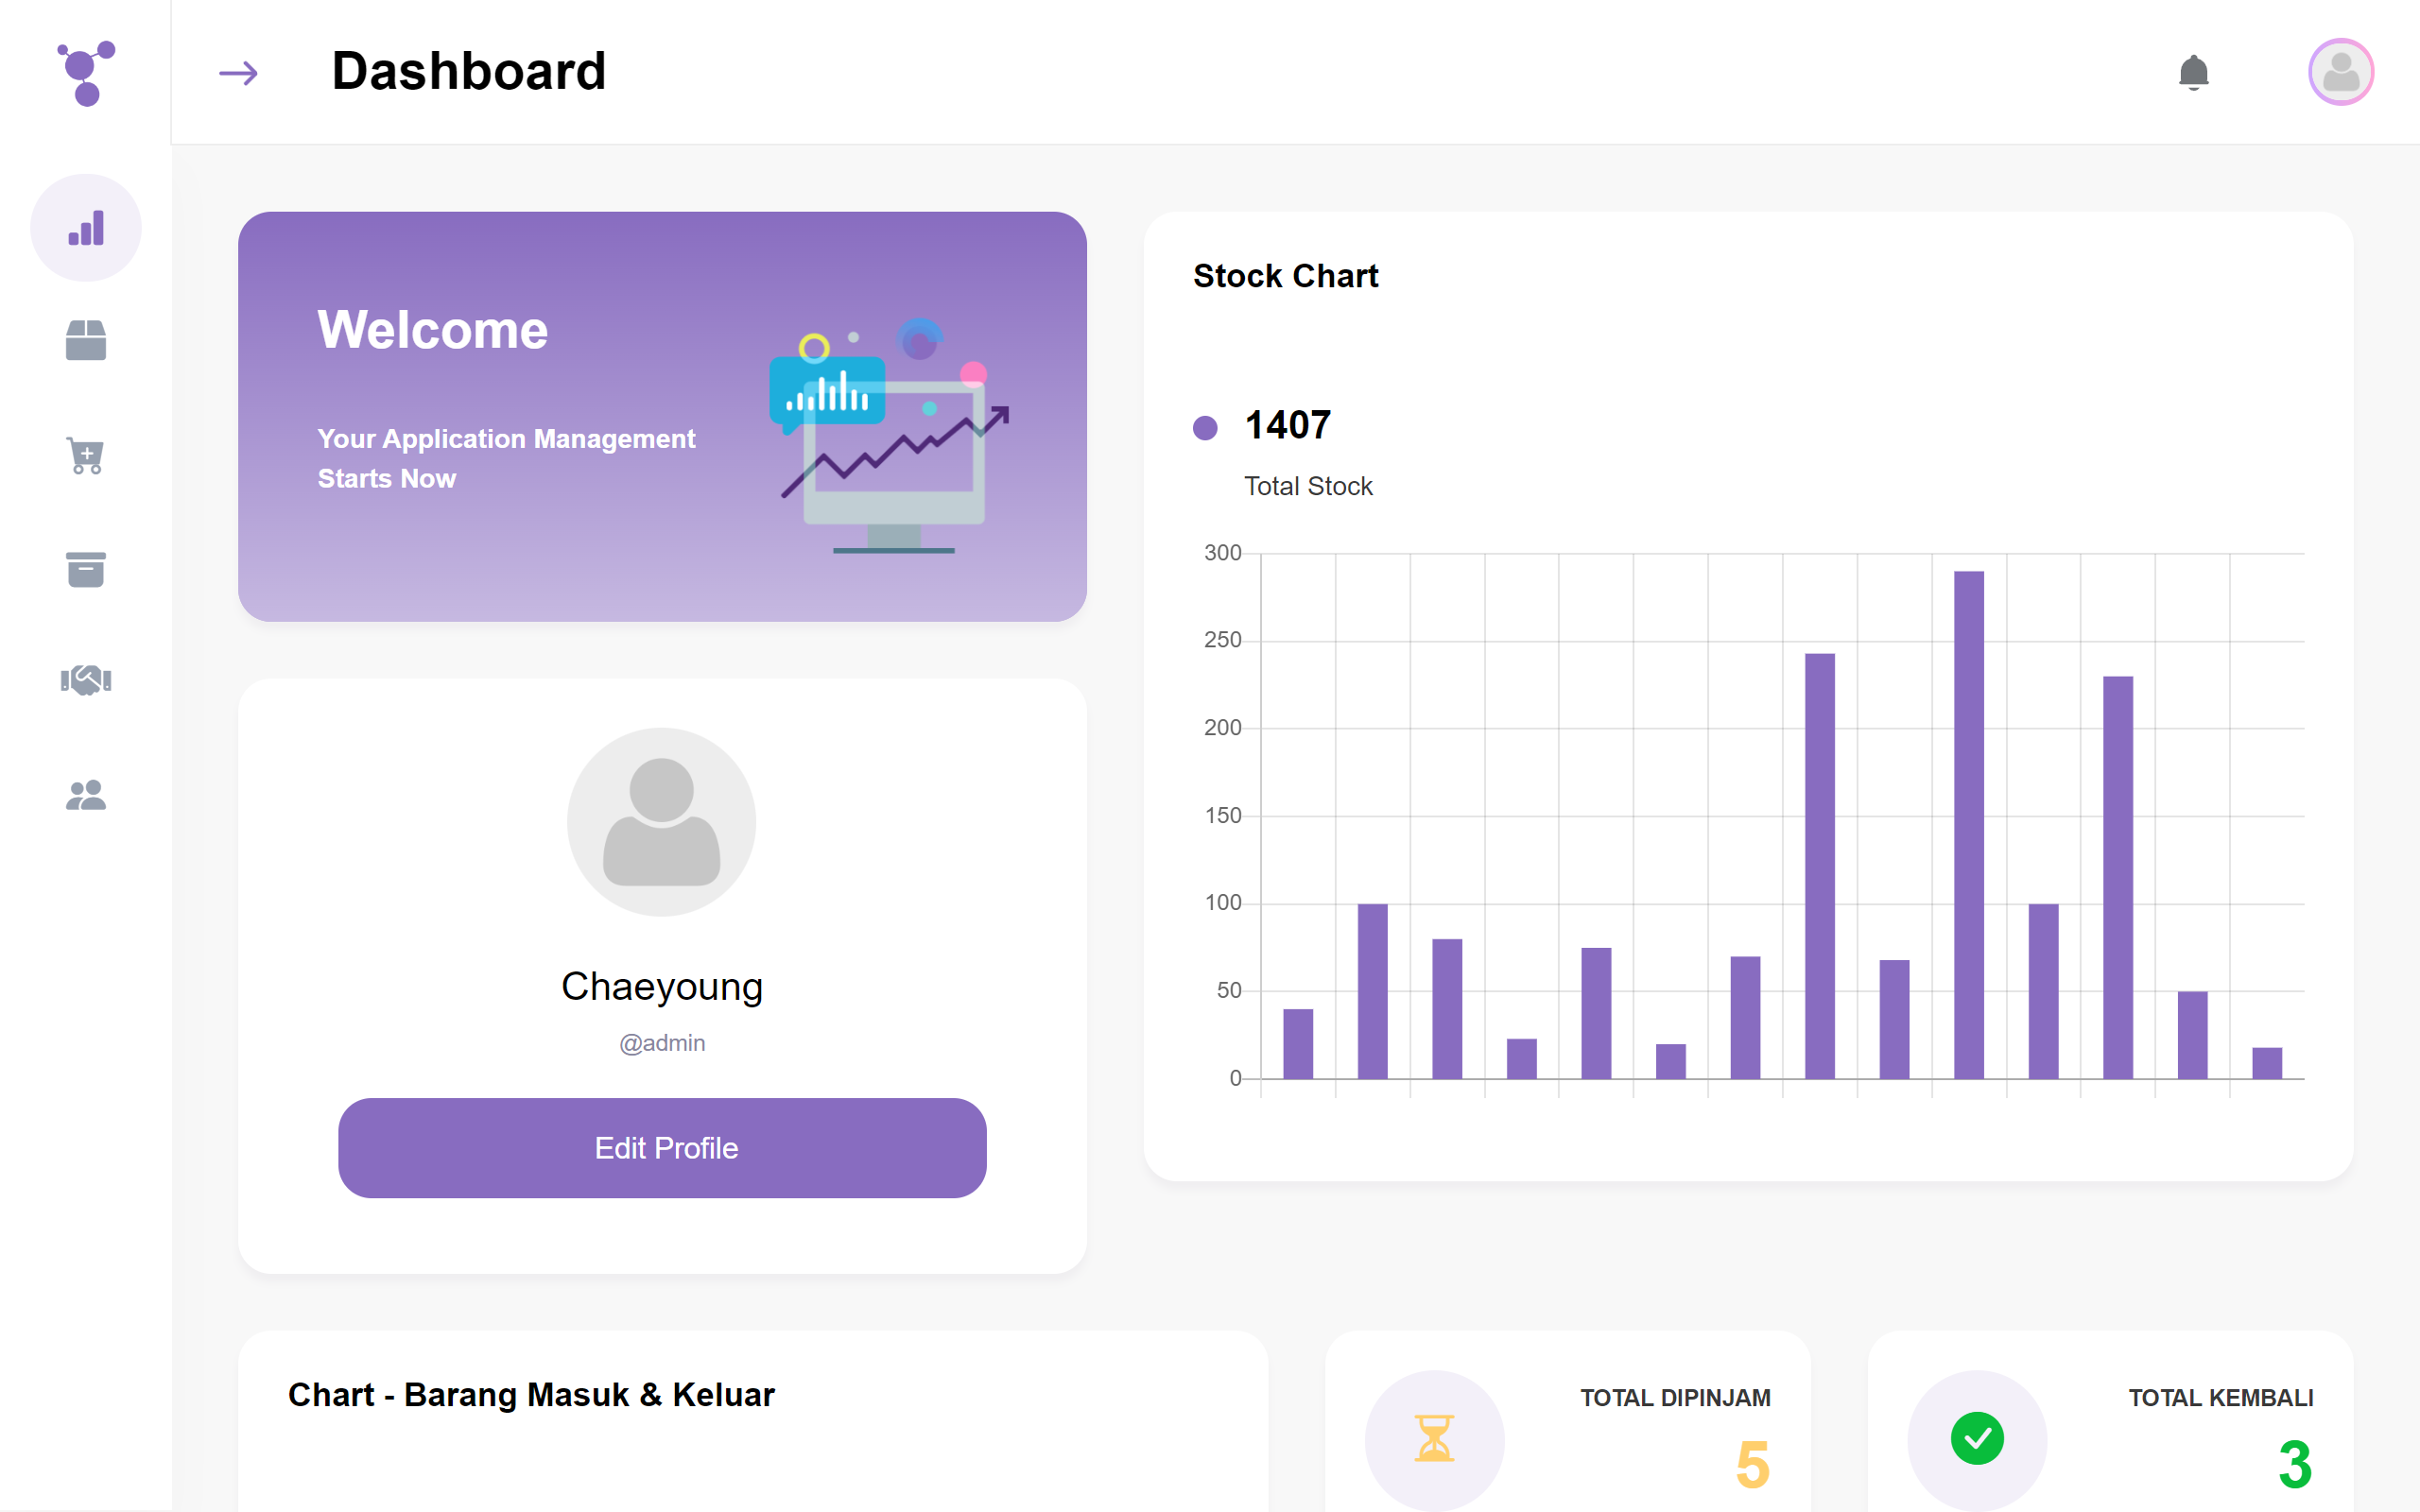 Dashboard
Welcome
Your Application Management
Starts Now
Chaeyoung
@admin
Edit Profile
Stock Chart
1407
Total Stock
300
250
200
150
100
50
0
Chart - Barang Masuk & Keluar
TOTAL DIPINJAM
5
TOTAL KEMBALI
3